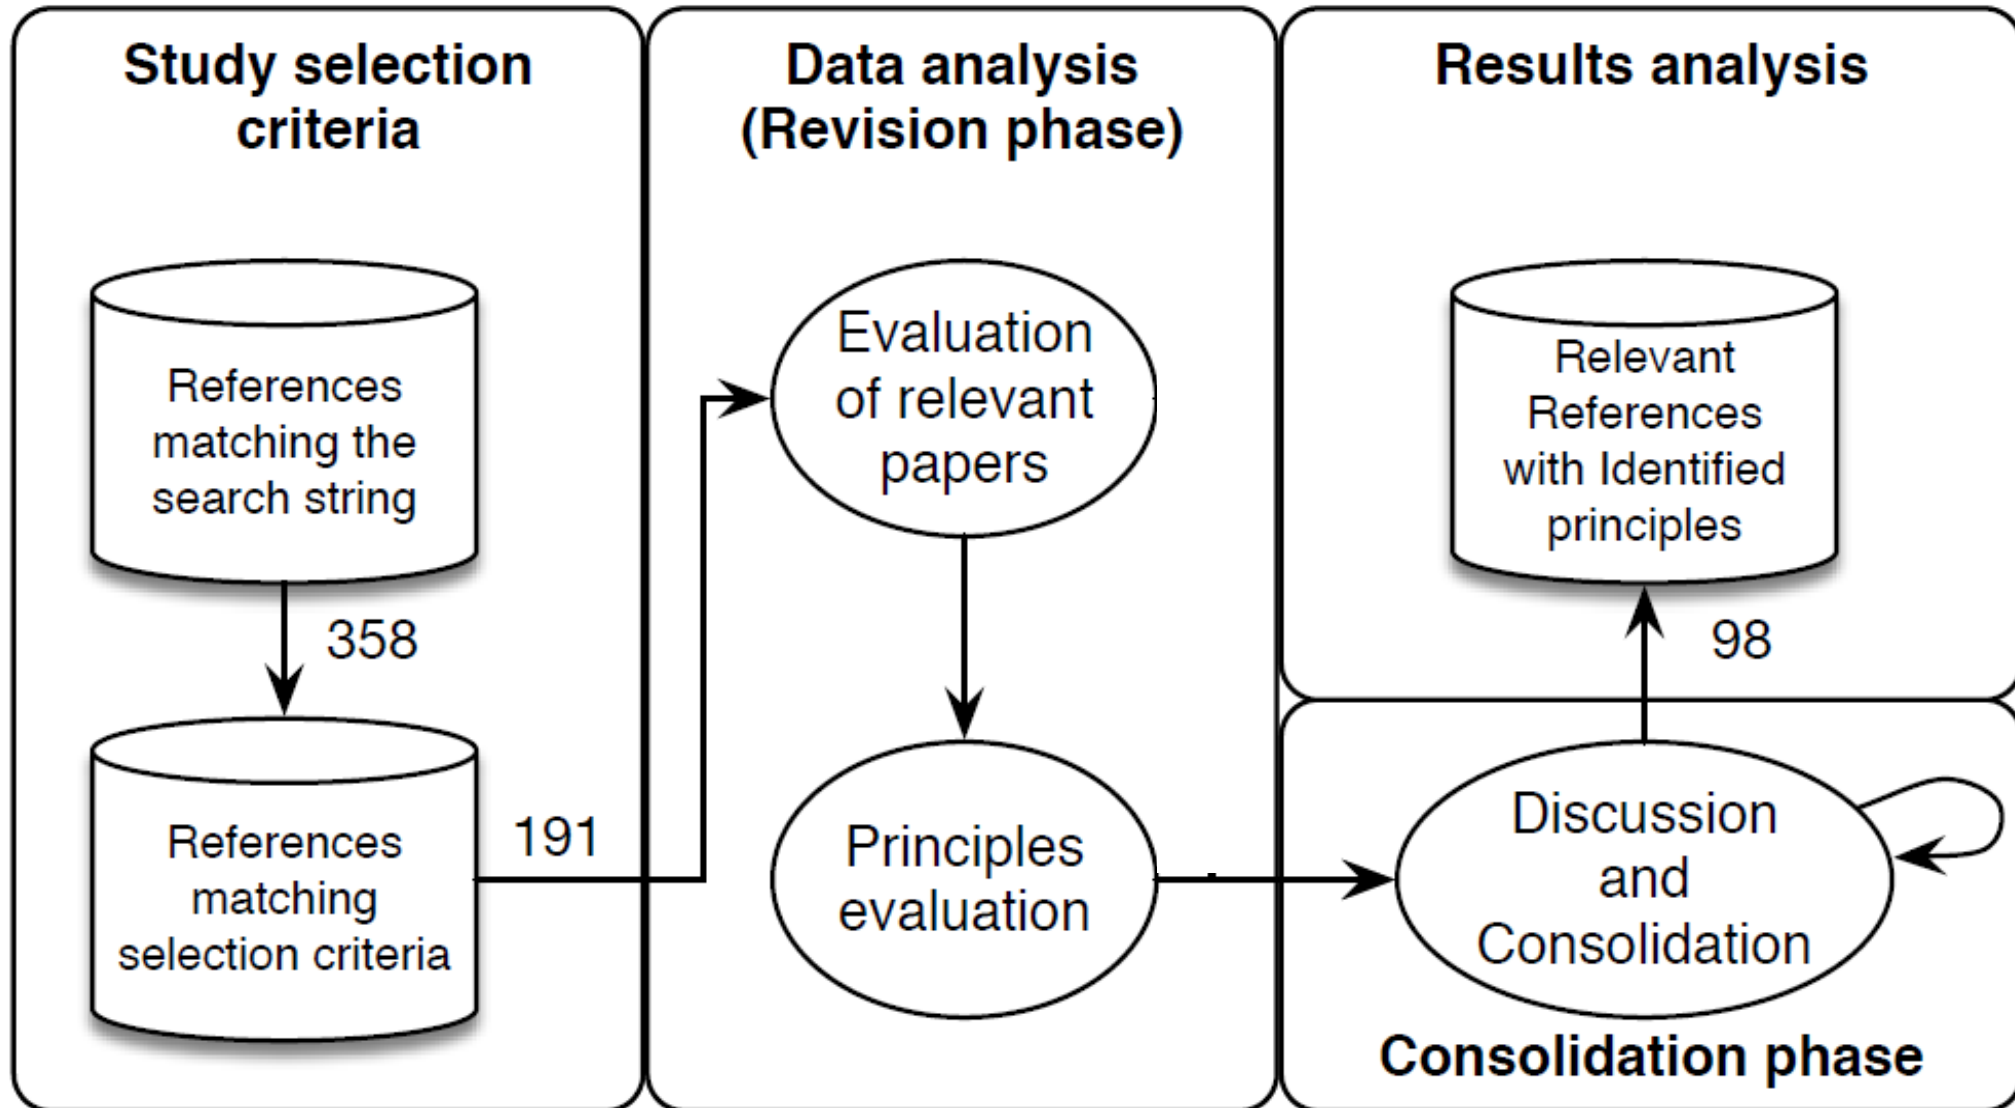 Study selection
criteria
References
matching the
search string
358
References
matching
selection criteria
191
Data analysis
(Revision phase)
Evaluation
of relevant
papers
Principles
evaluation
Results analysis
Relevant
References
with Identified
principles
98
Discussion
and
Consolidation
Consolidation phase